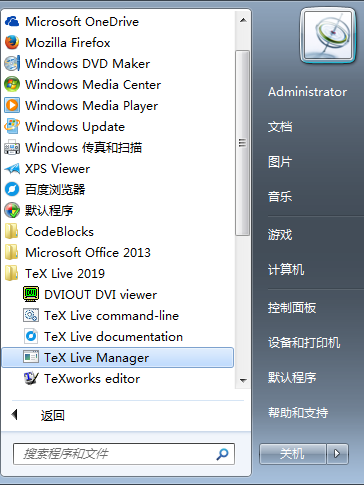 Microsoft OneDrive
Mozilla Firefox
Windows DVD Maker
Windows Media Center
Windows Media Player
Windows Update
Windows 传真和扫描
XPS Viewer
百度浏览器
默认程序
CodeBlocks
Microsoft Office 2013
TeX Live 2019
DVIOUT DVI viewer
TeX Live command-line
TeX Live documentation
TeX Live Manager
TeXworks editor
返回
搜索程序和文件
Administrator
文档
图片
音乐
游戏
计算机
控制面板
设备和打印机
默认程序
帮助和支持
关机